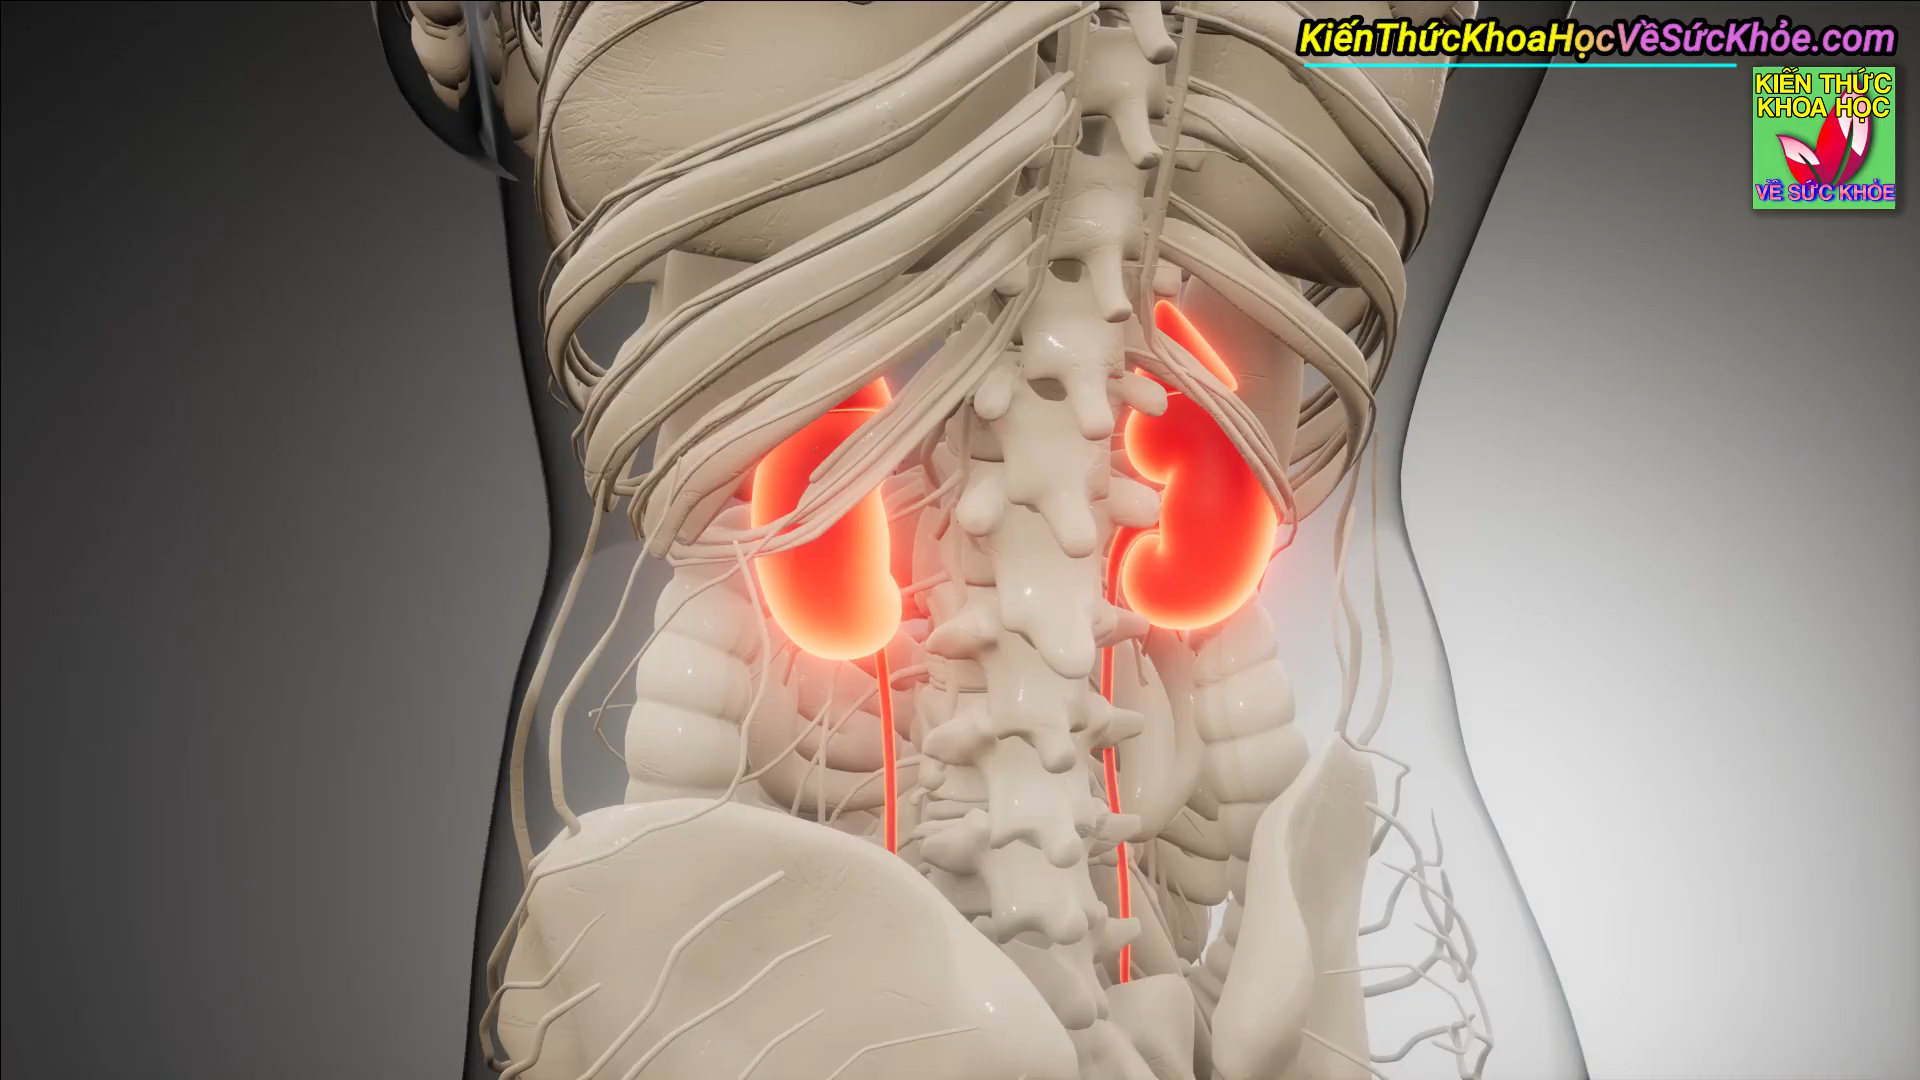 KiếnThứcKhoaHọcVềSứcKhỏe.com
KIẾN THỨC
KHOA HỌC
VỀ SỨC KHỎE